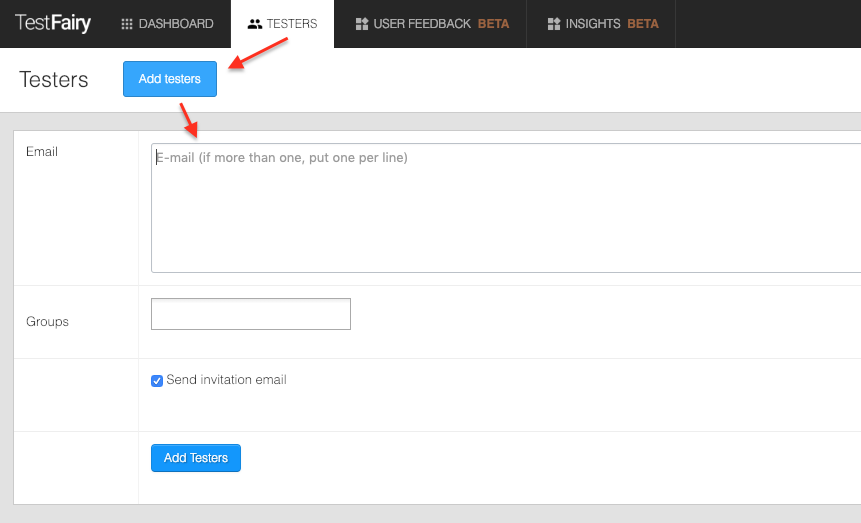 TestFairy DASHBOARD TESTERS USER FEEDBACK BETA INSIGHTS BETA
Testers Add testers
Email
E-mail (if more than one, put one per line)
Groups
Send invitation email
Add Testers